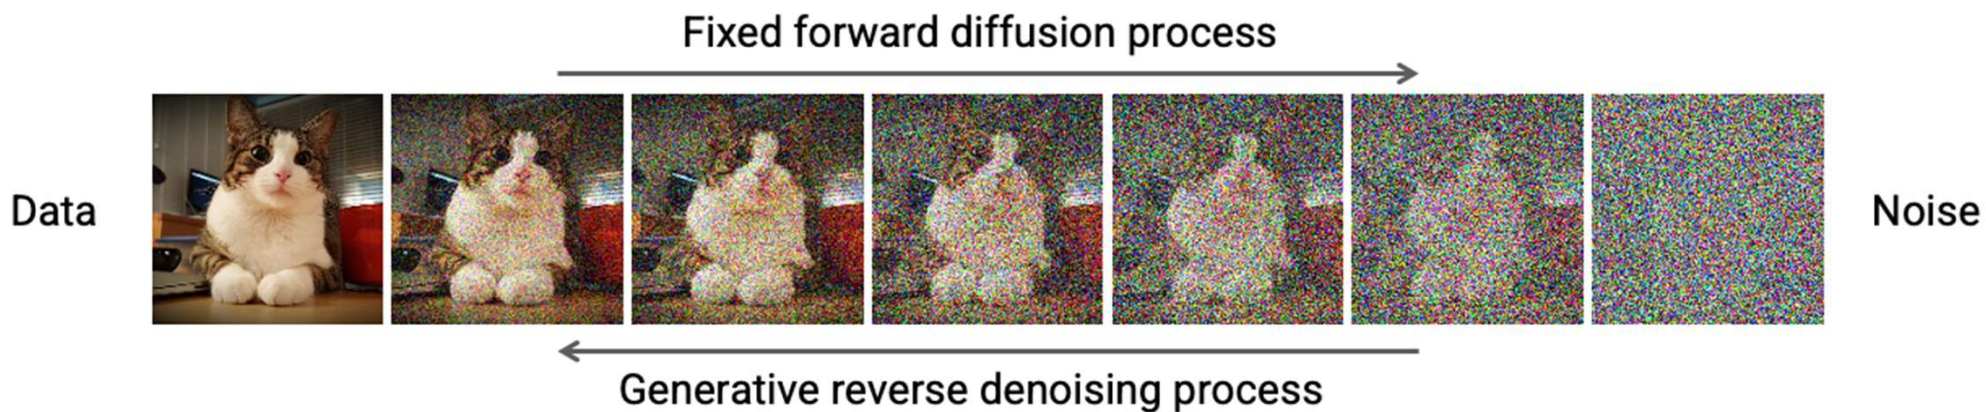 Fixed forward diffusion process
Data
Noise
Generative reverse denoising process